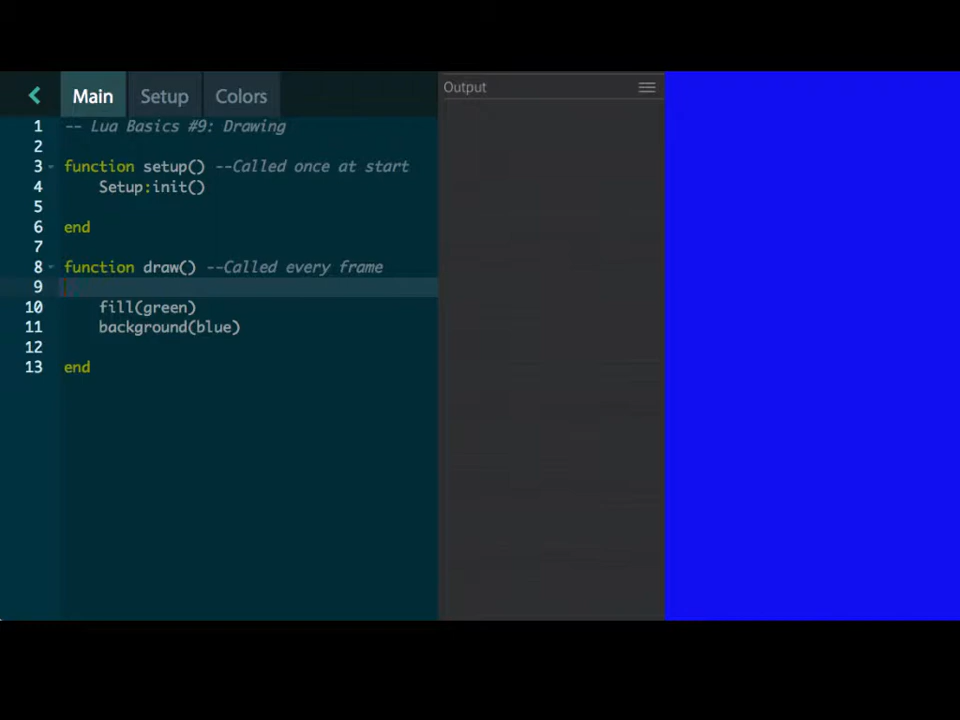 Main Setup Colors
Output
1 -- Lua Basics #9: Drawing
2
3 function setup() --Called once at start
4 Setup:init()
5
6 end
7
8 function draw() --Called every frame
9
10 fill(green)
11 background(blue)
12
13 end